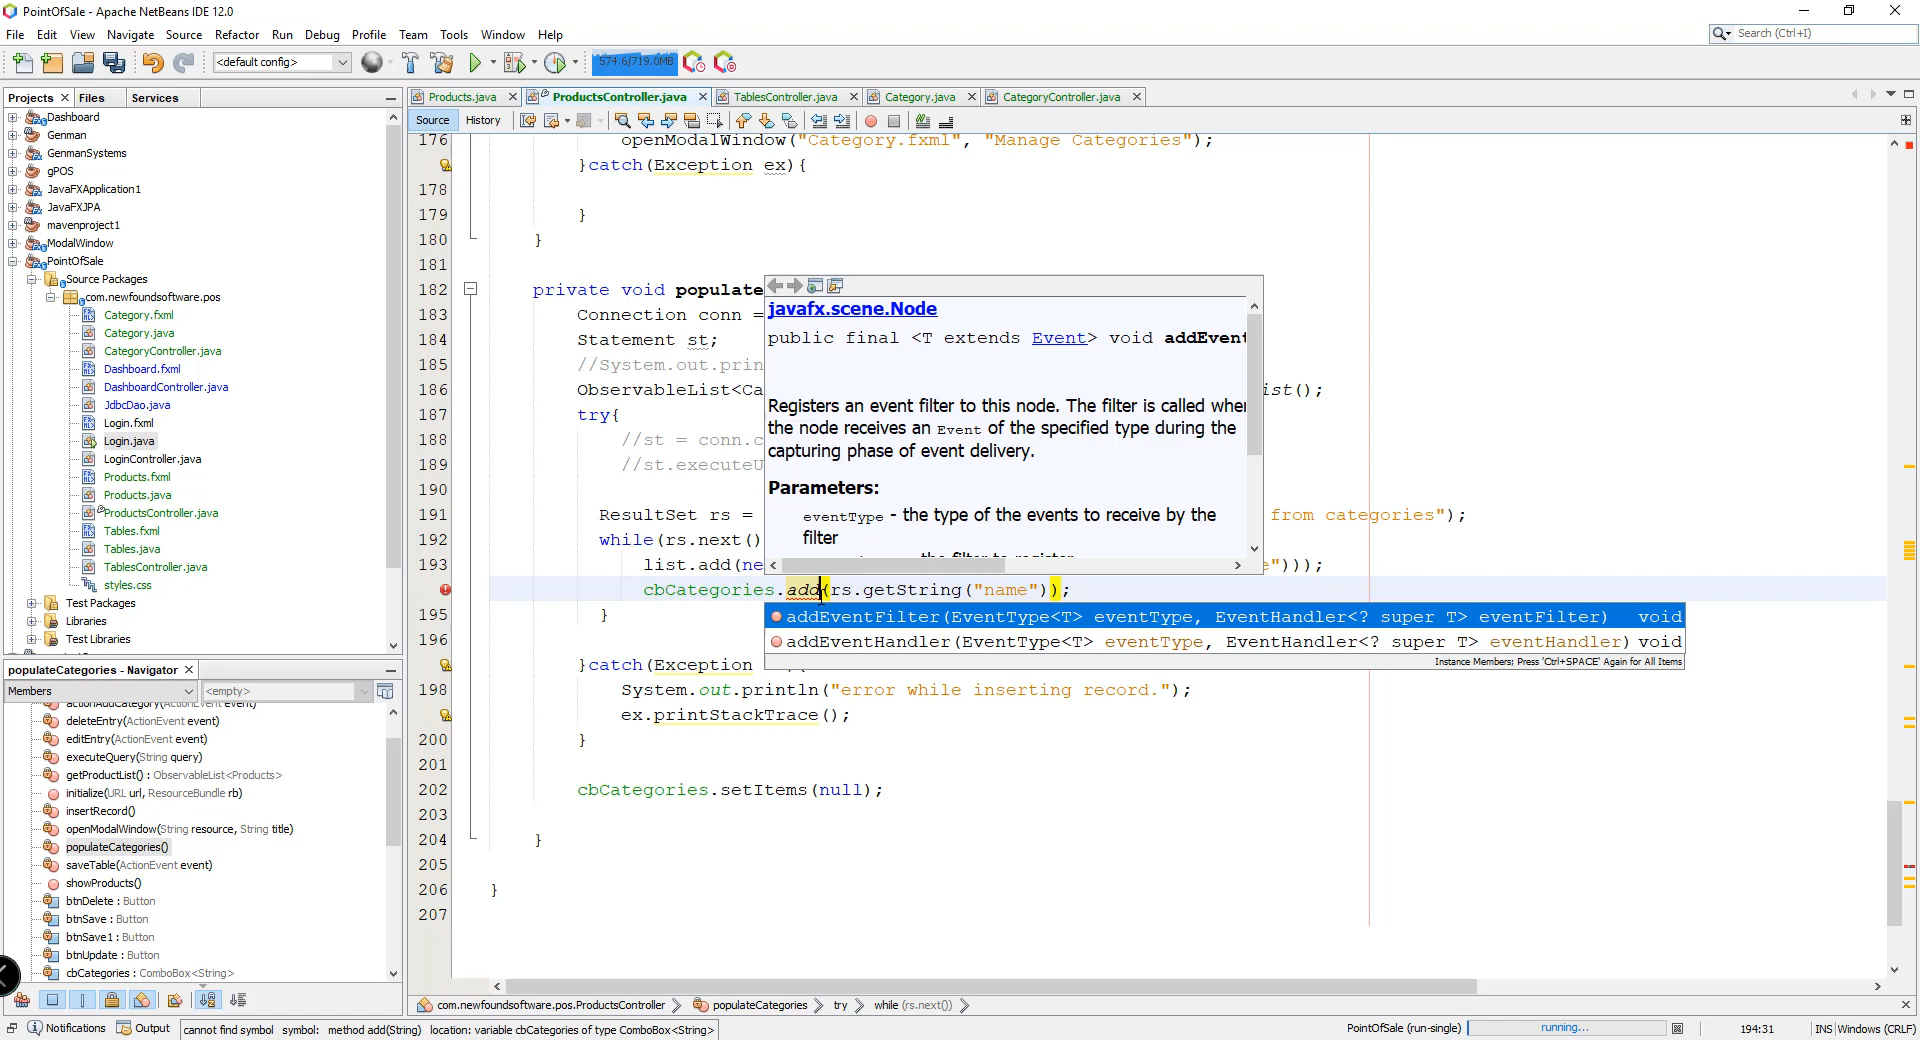 PointOfSale - Apache NetBeans IDE 12.0
File Edit View Navigate Source Refactor Run Debug Profile Team Tools Window Help
Search (Ctrl+I)
<default config>
574.6/719.0MB
Projects Files Services
Dashboard
Genman
GenmanSystems
gPOS
JavaFXApplication1
JavaFXJPA
mavenproject1
ModalWindow
PointOfSale
Source Packages
com.newfoundsoftware.pos
Category.fxml
Category.java
CategoryController.java
Dashboard.fxml
DashboardController.java
JdbcDao.java
Login.fxml
Login.java
LoginController.java
Products.fxml
Products.java
ProductsController.java
Tables.fxml
Tables.java
TablesController.java
styles.css
Test Packages
Libraries
Test Libraries
populateCategories - Navigator
Members <empty>
actionAddCategory(ActionEvent event)
deleteEntry(ActionEvent event)
editEntry(ActionEvent event)
executeQuery(String query)
getProductList() : ObservableList<Products>
initialize(URL url, ResourceBundle rb)
insertRecord()
openModalWindow(String resource, String title)
populateCategories()
saveTable(ActionEvent event)
showProducts()
btnDelete : Button
btnSave : Button
btnSave1 : Button
btnUpdate : Button
cbCategories : ComboBox<String>
Products.java ProductsController.java TablesController.java Category.java CategoryController.java
Source History
176 openModalWindow("Category.fxml", "Manage Categories");
}catch(Exception ex){
178
179 }
180 }
181
182 private void populate
183 Connection conn =
184 Statement st;
185 //System.out.prin
186 ObservableList<Ca ist();
187 try{
188 //st = conn.c
189 //st.executeU
190
191 ResultSet rs = from categories");
192 while(rs.next()
193 list.add(ne e")));
cbCategories.add(rs.getString("name"));
195 }
196
}catch(Exception {
198 System.out.println("error while inserting record.");
ex.printStackTrace();
200 }
201
202 cbCategories.setItems(null);
203
204 }
205
206 }
207
javafx.scene.Node
public final <T extends Event> void addEvent
Registers an event filter to this node. The filter is called when
the node receives an Event of the specified type during the
capturing phase of event delivery.
Parameters:
eventType - the type of the events to receive by the
filter
addEventFilter(EventType<T> eventType, EventHandler<? super T> eventFilter) void
addEventHandler(EventType<T> eventType, EventHandler<? super T> eventHandler) void
Instance Members; Press 'Ctrl+SPACE' Again for All Items
com.newfoundsoftware.pos.ProductsController populateCategories try while (rs.next())
Notifications Output cannot find symbol symbol: method add(String) location: variable cbCategories of type ComboBox<String>
PointOfSale (run-single) running... 194:31 INS Windows (CRLF)